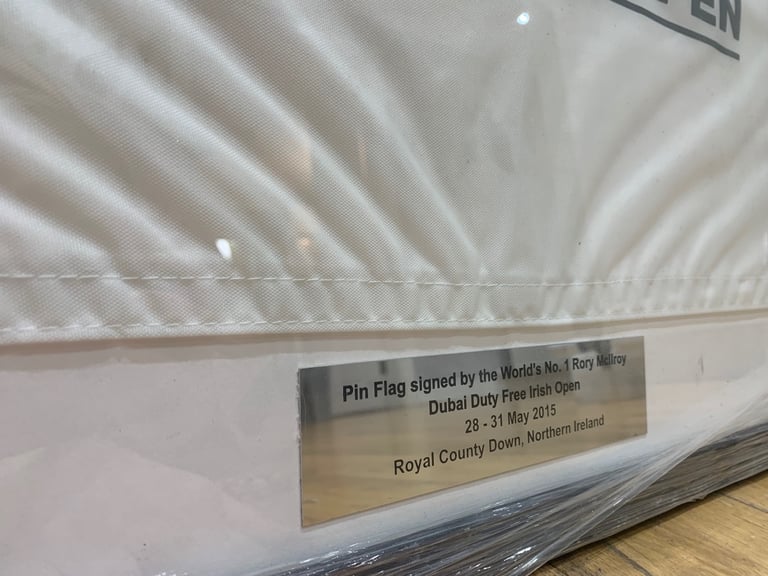 PEN
Pin Flag signed by the World's No. 1 Rory McIlroy
Dubai Duty Free Irish Open
28 - 31 May 2015
Royal County Down, Northern Ireland